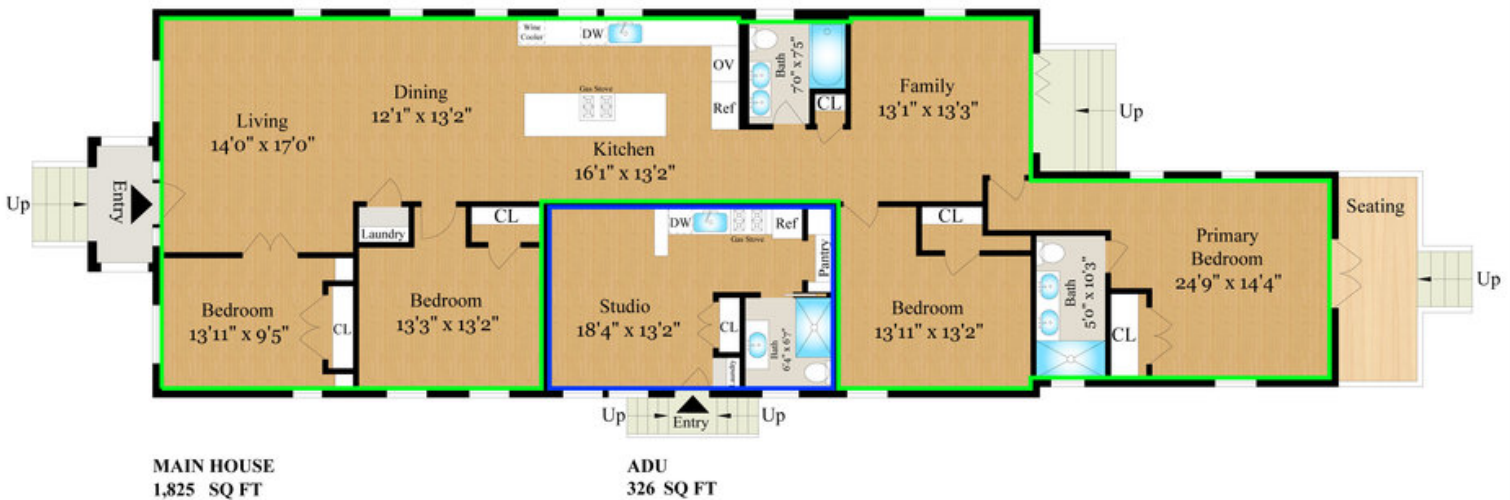 Wine
Cooler
DW
OV
Ref
Gas Stove
Bath
7'0" x 7'5"
CL
Family
13'1" x 13'3"
Up
Dining
12'1" x 13'2"
Living
14'0" x 17'0"
Kitchen
16'1" x 13'2"
Up
Entry
Laundry
CL
DW
Gas Stove
Ref
Pantry
CL
Primary
Bedroom
24'9" x 14'4"
Seating
Up
Bedroom
13'11" x 9'5"
CL
Bedroom
13'3" x 13'2"
Studio
18'4" x 13'2"
CL
Laundry
Bath
6'4" x 6'7"
Bedroom
13'11" x 13'2"
Bath
5'0" x 10'3"
CL
Up
Entry
Up
MAIN HOUSE
1,825 SQ FT
ADU
326 SQ FT